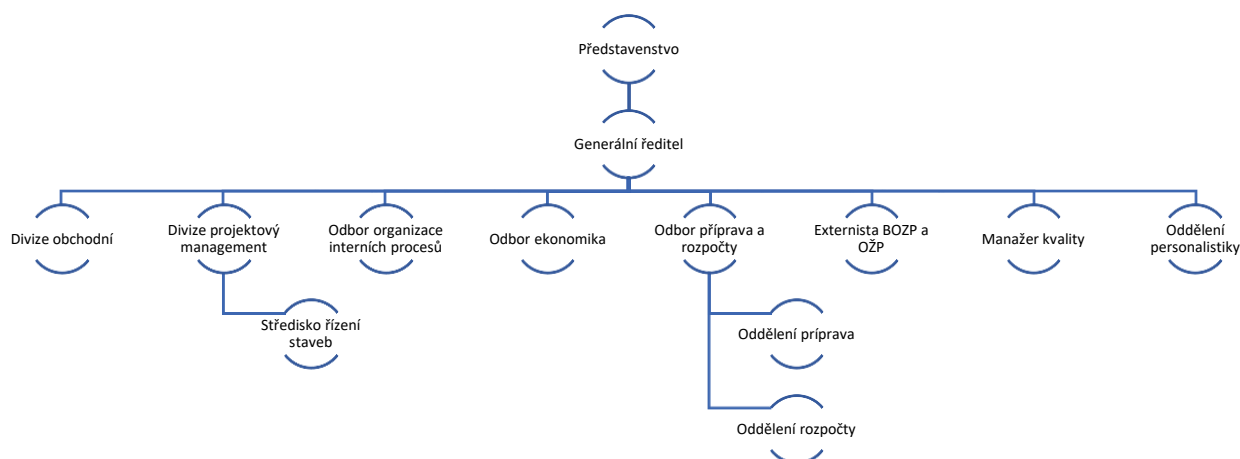 Představenstvo
Generální ředitel
Divize obchodní
Divize projektový
management
Odbor organizace
interních procesů
Odbor ekonomika
Odbor příprava a
rozpočty
Externista BOZP a
OŽP
Manažer kvality
Oddělení
personalistiky
Středisko řízení
staveb
Oddělení príprava
Oddělení rozpočty